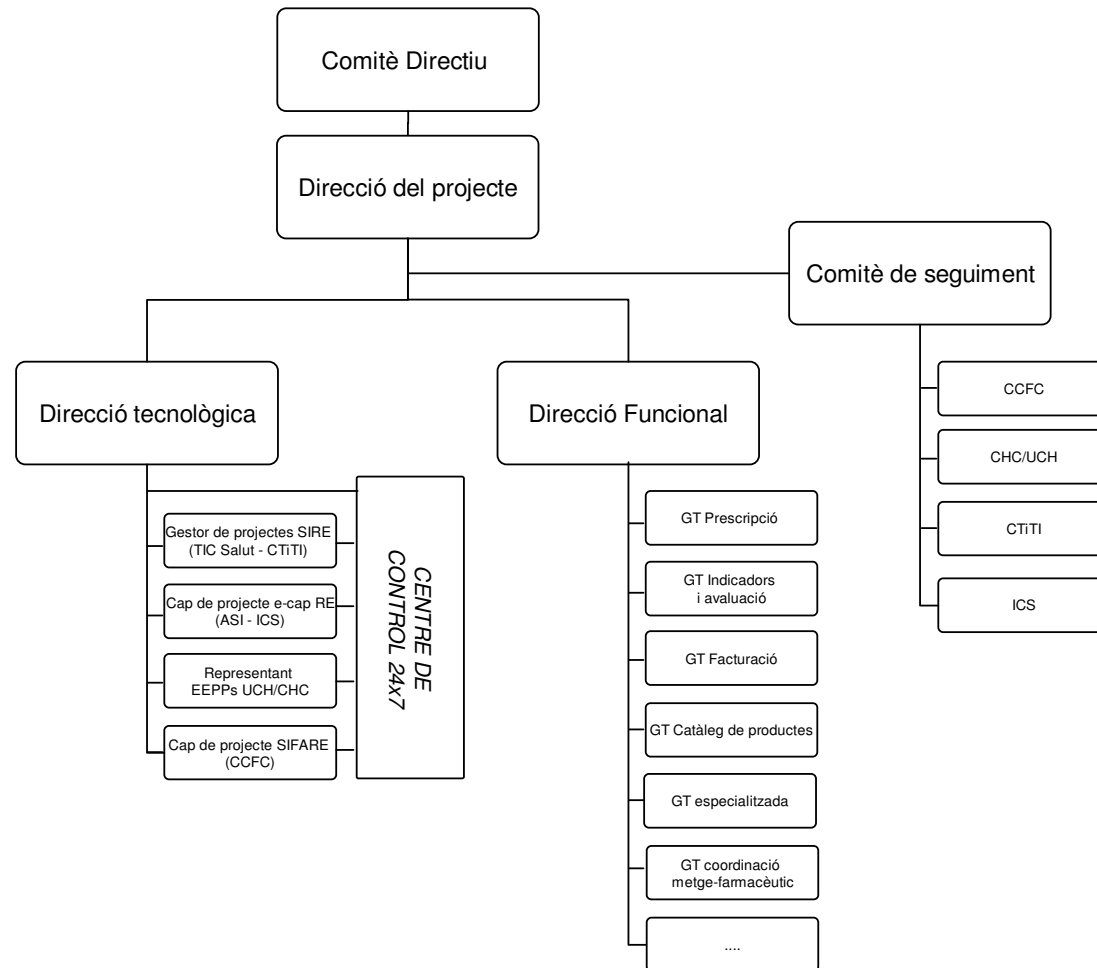 Comitè Directiu
Direcció del projecte
Comitè de seguiment
Direcció tecnològica
Direcció Funcional
CCFC
CHC/UCH
CTiTI
ICS
Gestor de projectes SIRE
(TIC Salut - CTiTI)
Cap de projecte e-cap RE
(ASI - ICS)
Representant
EEPPs UCH/CHC
Cap de projecte SIFARE
(CCFC)
CENTRE DE
CONTROL 24x7
GT Prescripció
GT Indicadors
i avaluació
GT Facturació
GT Catàleg de productes
GT especialitzada
GT coordinació
metge-farmacèutic
....